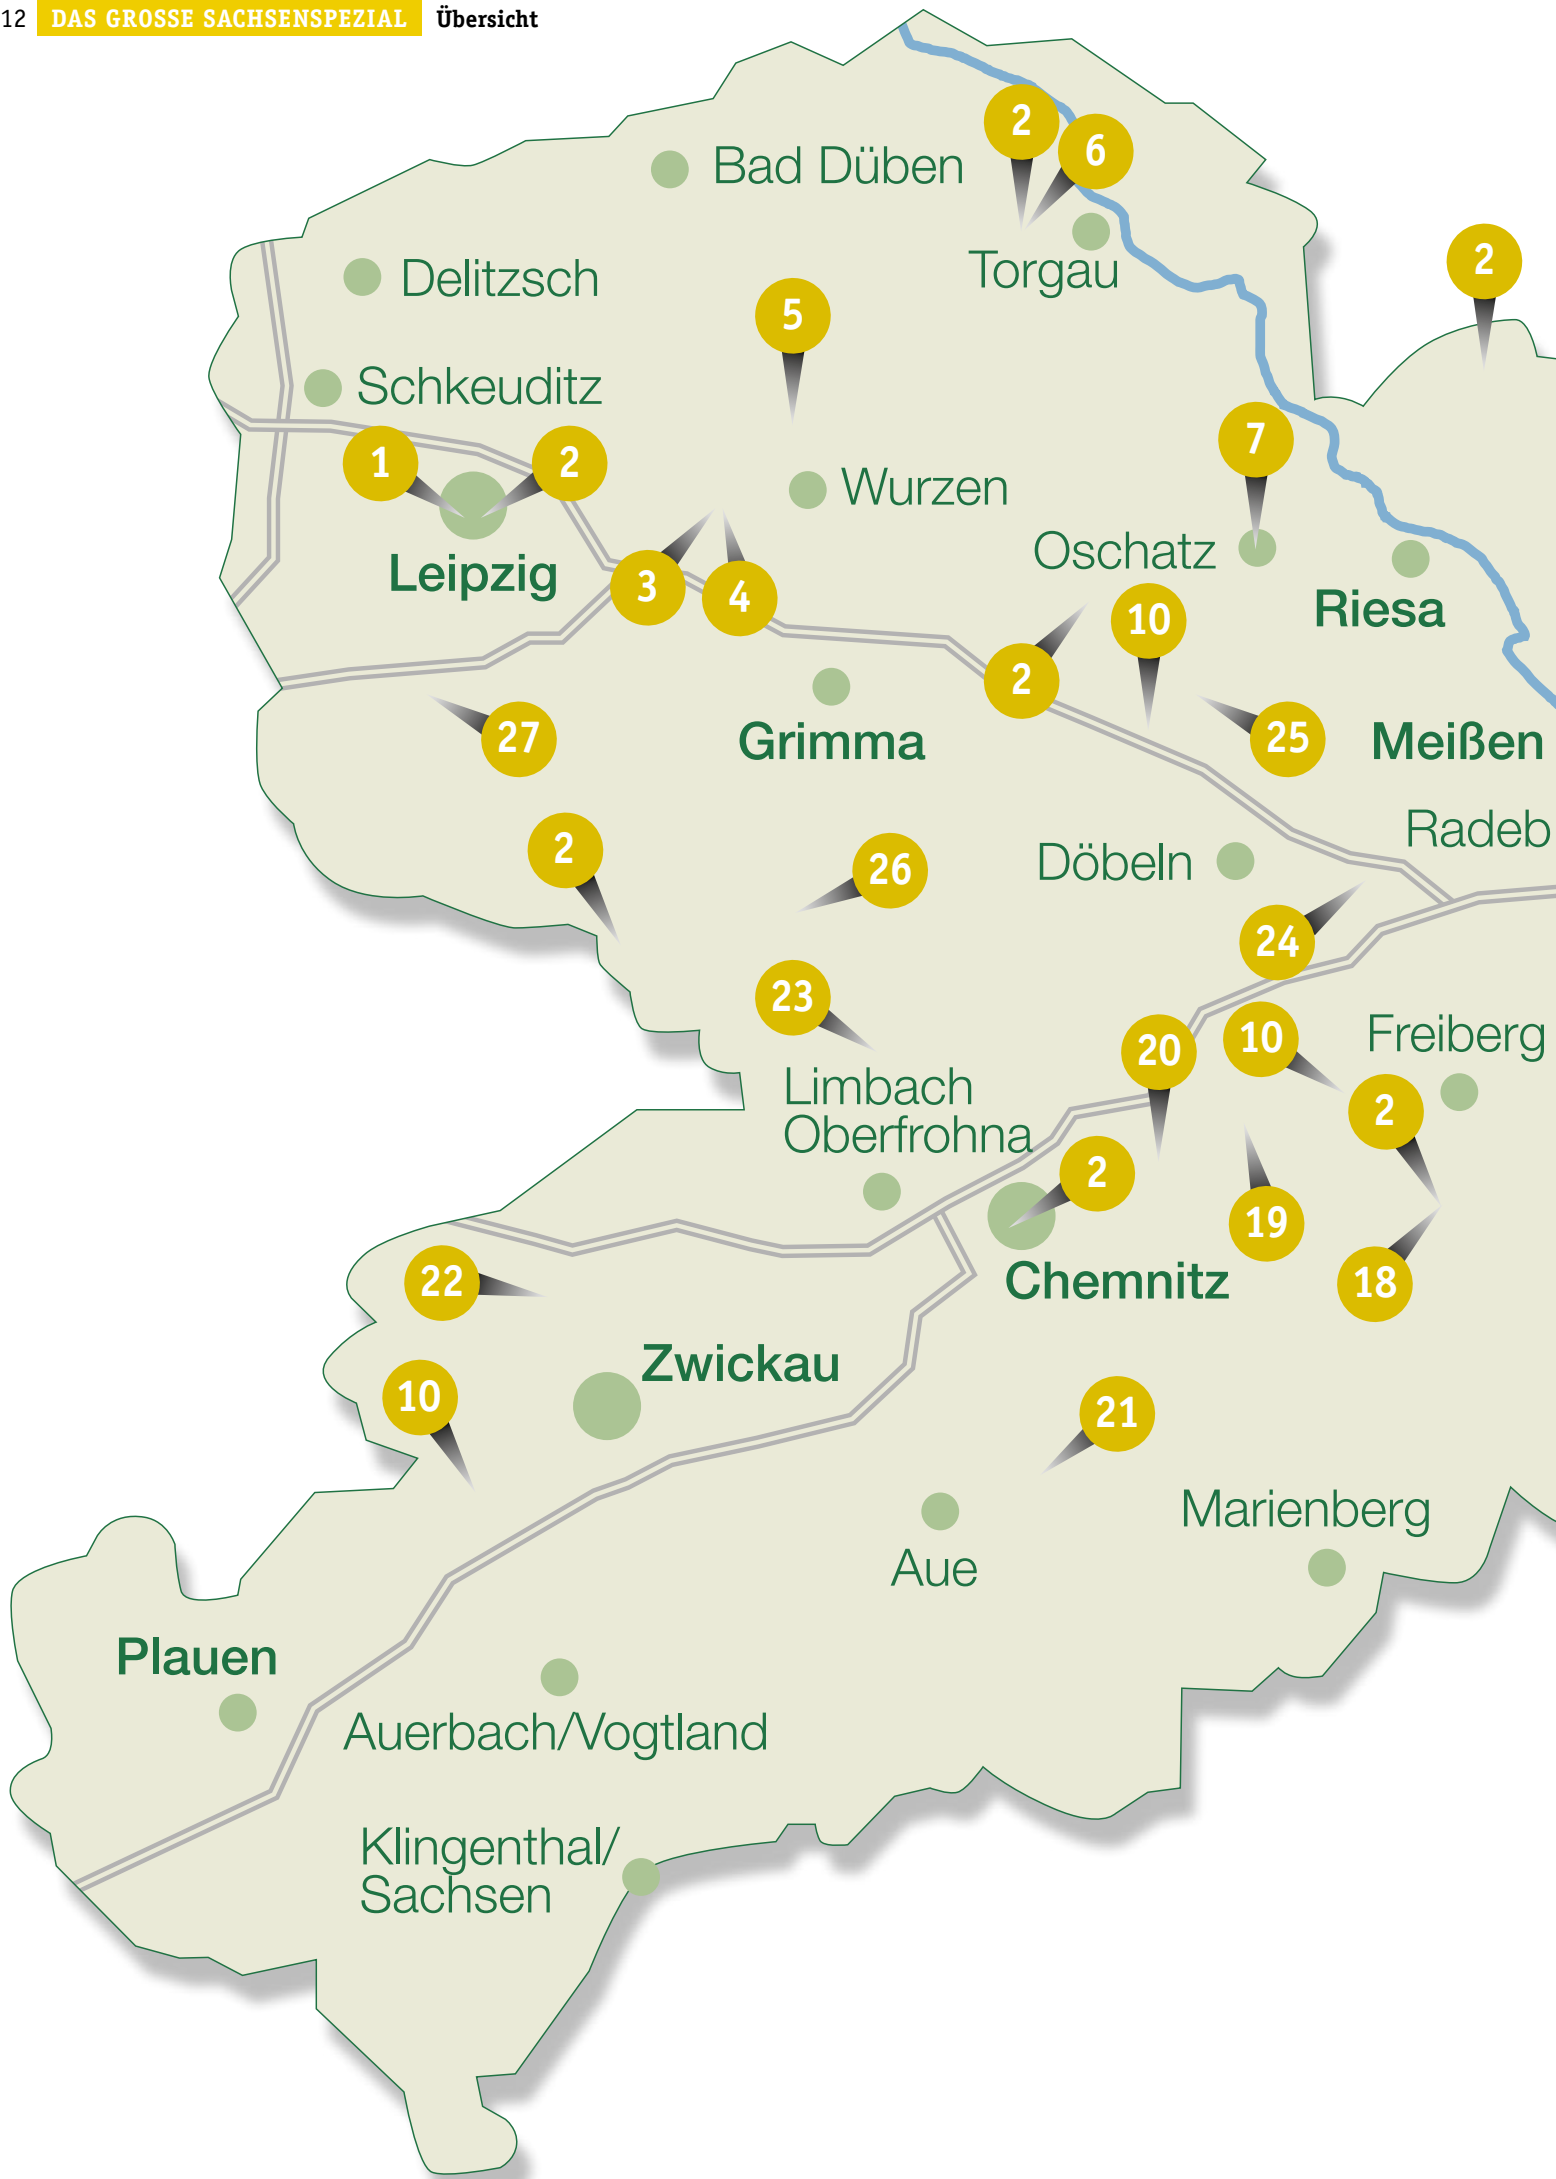 12 DAS GROSSE SACHSENSPEZIAL Übersicht
2
6
Bad Düben
Torgau
2
Delitzsch
5
Schkeuditz
7
1
2
Wurzen
Oschatz
Leipzig
3
4
Riesa
10
2
27
Grimma
25
Meißen
Radeb
2
26
Döbeln
24
23
20
10
Freiberg
Limbach
Oberfrohna
2
2
19
22
Chemnitz
18
Zwickau
10
21
Marienberg
Aue
Plauen
Auerbach/Vogtland
Klingenthal/
Sachsen